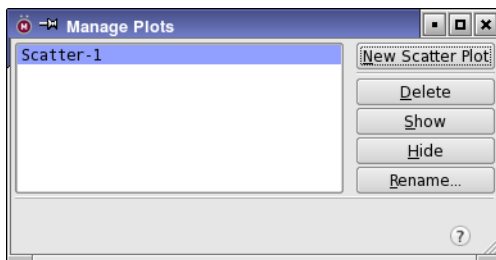 Manage Plots
Scatter-1
New Scatter Plot
Delete
Show
Hide
Rename...
?